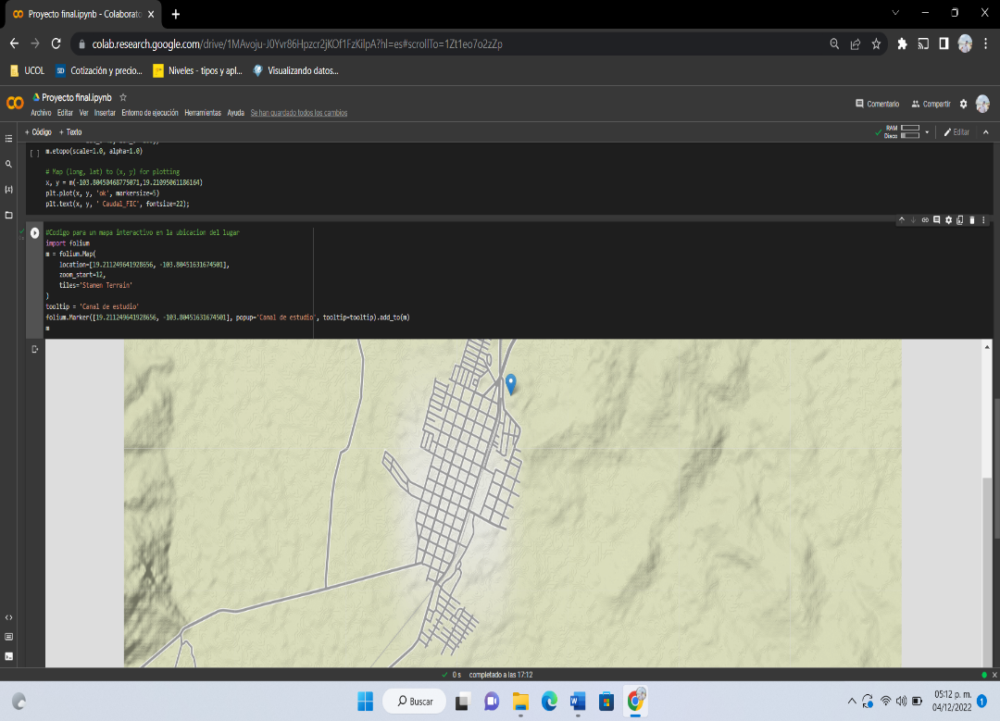 Proyecto final.ipynb - Colaborato
colab.research.google.com/drive/1MAvoju-J0Yvr86Hpzcr2jKOf1FzKilpA?hl=es#scrollTo=1Zt1eo7o2zZp
UCOL Cotización y precio... Niveles - tipos y apl... Visualizando datos...
Proyecto final.ipynb
Archivo Editar Ver Insertar Entorno de ejecución Herramientas Ayuda Se han guardado todos los cambios
Comentario Compartir
+ Código + Texto
RAM
Disco
Editar
[ ] m.etopo(scale=1.0, alpha=1.0)
# Map (long, lat) to (x, y) for plotting
x, y = m(-103.80450468775071,19.21095061186164)
plt.plot(x, y, 'ok', markersize=5)
plt.text(x, y, ' Caudal_FIC', fontsize=22);
#Codigo para un mapa interactivo en la ubicacion del lugar
import folium
m = folium.Map(
location=[19.211249641928656, -103.80451631674501],
zoom_start=12,
tiles='Stamen Terrain'
)
tooltip = 'Canal de estudio'
folium.Marker([19.211249641928656, -103.80451631674501], popup='Canal de estudio', tooltip=tooltip).add_to(m)
m
0 s completado a las 17:12
Buscar
05:12 p. m.
04/12/2022
1